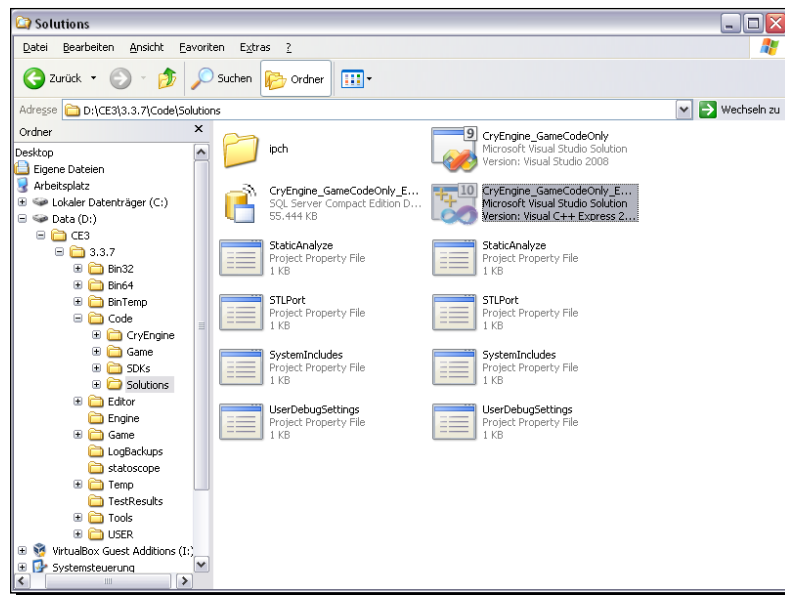 Solutions
Datei Bearbeiten Ansicht Favoriten Extras ?
Zurück Suchen Ordner
Adresse D:\CE3\3.3.7\Code\Solutions Wechseln zu
Ordner
Desktop
Eigene Dateien
Arbeitsplatz
Lokaler Datenträger (C:)
Data (D:)
CE3
3.3.7
Bin32
Bin64
BinTemp
Code
CryEngine
Game
SDKs
Solutions
Editor
Engine
Game
LogBackups
statoscope
Temp
TestResults
Tools
USER
VirtualBox Guest Additions (I:)
Systemsteuerung
ipch
9
CryEngine_GameCodeOnly
Microsoft Visual Studio Solution
Version: Visual Studio 2008
CryEngine_GameCodeOnly_E...
SQL Server Compact Edition D...
55.444 KB
10
CryEngine_GameCodeOnly_E...
Microsoft Visual Studio Solution
Version: Visual C++ Express 2...
StaticAnalyze
Project Property File
1 KB
StaticAnalyze
Project Property File
1 KB
STLPort
Project Property File
1 KB
STLPort
Project Property File
1 KB
SystemIncludes
Project Property File
1 KB
SystemIncludes
Project Property File
1 KB
UserDebugSettings
Project Property File
1 KB
UserDebugSettings
Project Property File
1 KB